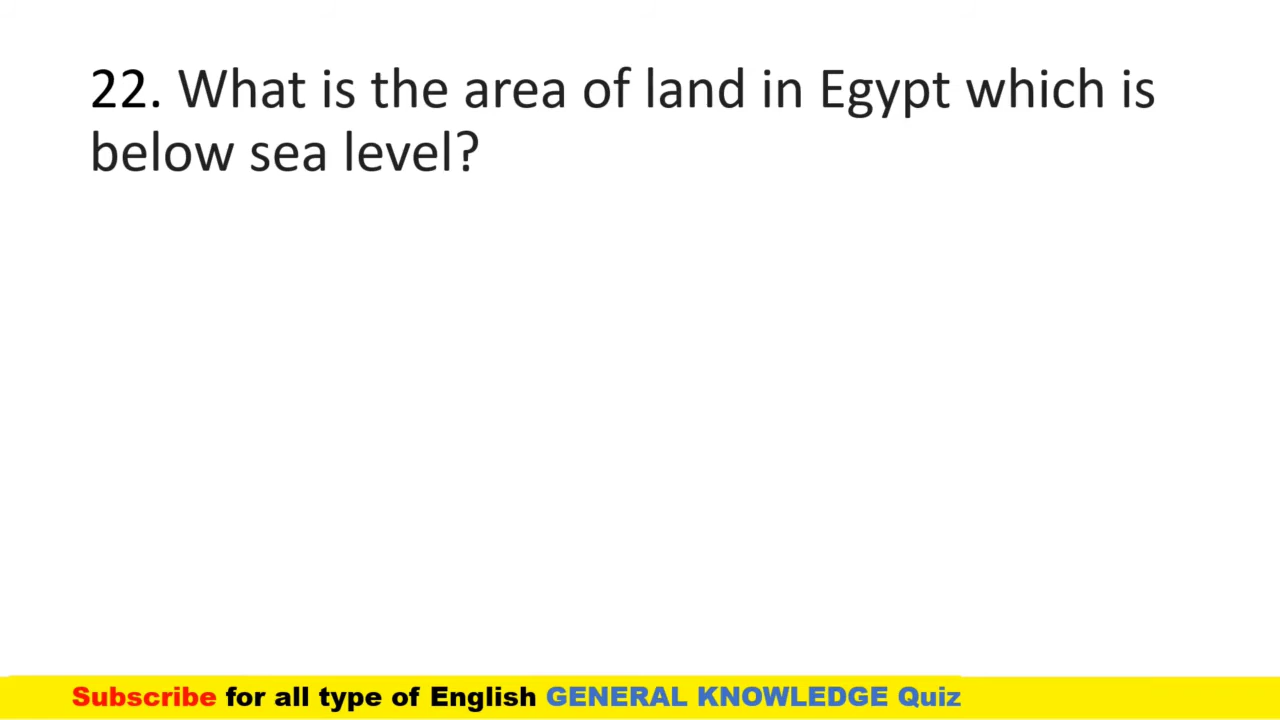 22. What is the area of land in Egypt which is
below sea level?
Subscribe for all type of English GENERAL KNOWLEDGE Quiz